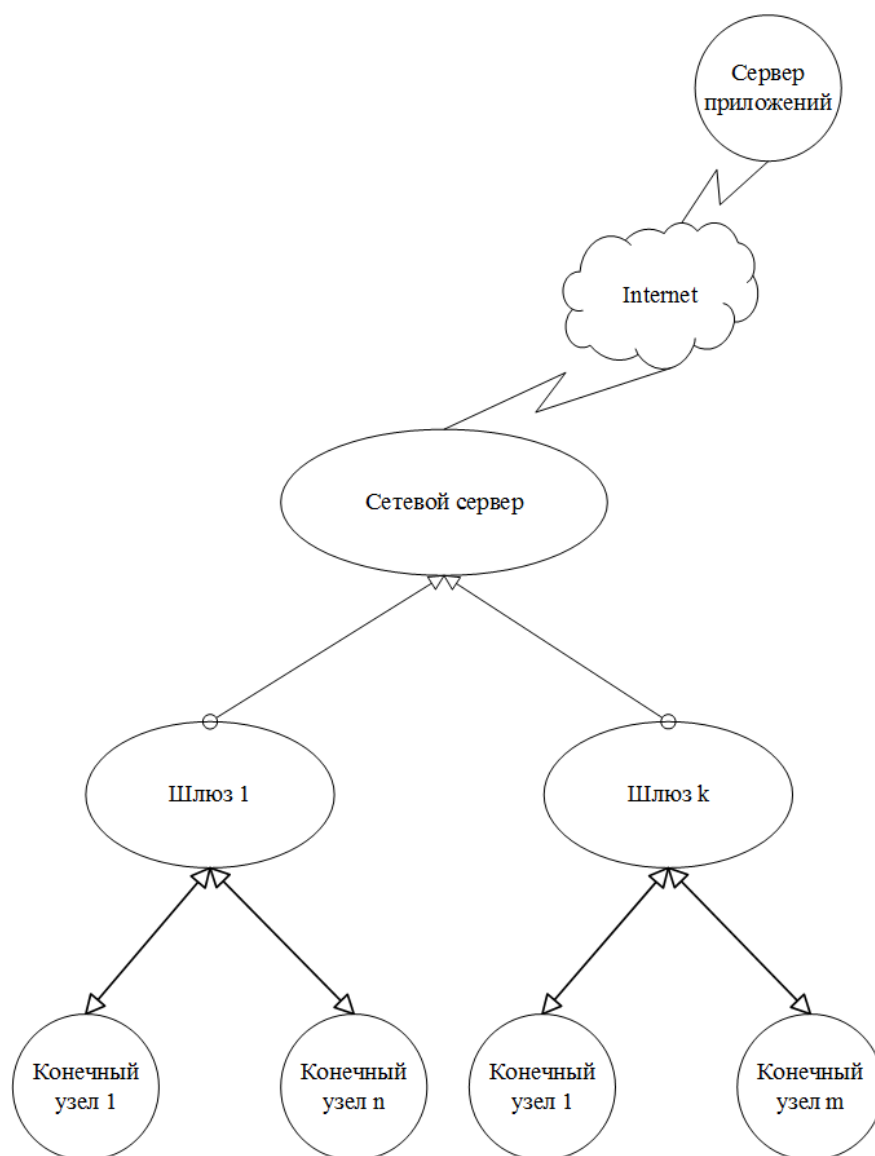 Сервер
приложений
Internet
Сетевой сервер
Шлюз 1
Шлюз k
Конечный
узел 1
Конечный
узел n
Конечный
узел 1
Конечный
узел m